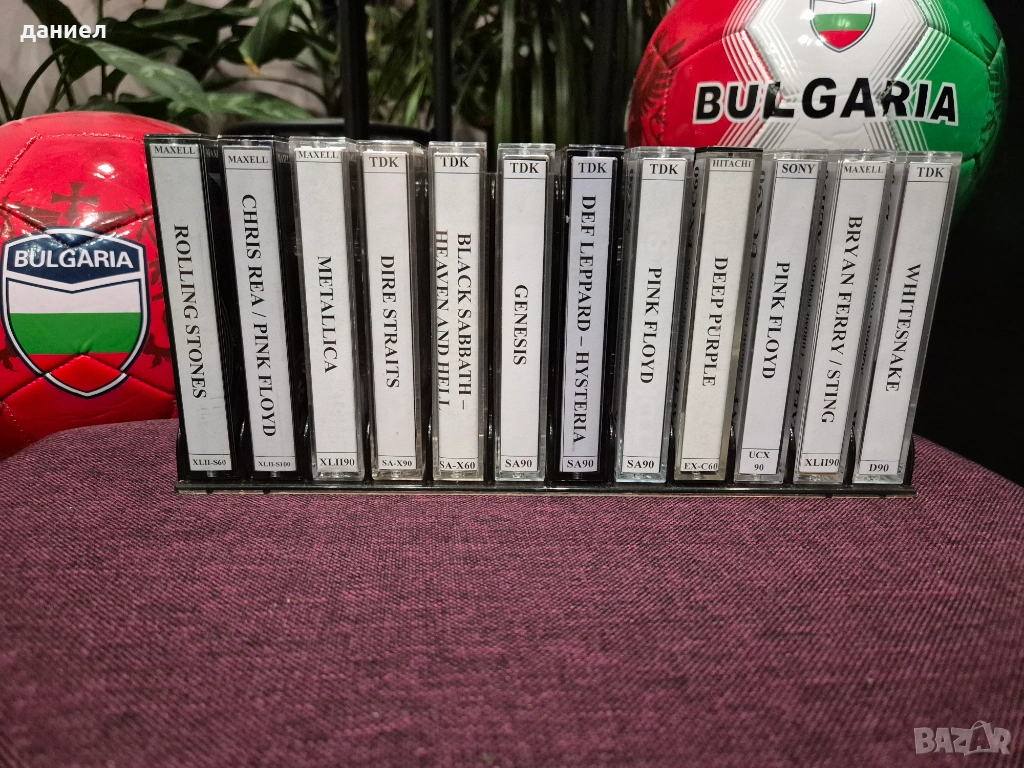 даниел
BULGARIA
BULGARIA
MAXELL
ROLLING STONES
XLII-S60
MAXELL
CHRIS REA / PINK FLOYD
XLII-S100
MAXELL
METALLICA
XLII90
TDK
DIRE STRAITS
SA-X90
TDK
BLACK SABBATH –
HEAVEN AND HELL
SA-X60
TDK
GENESIS
SA90
TDK
DEF LEPPARD – HYSTERIA
SA90
TDK
PINK FLOYD
SA90
HITACHI
DEEP PURPLE
EX-C60
SONY
PINK FLOYD
UCX
90
MAXELL
BRYAN FERRY / STING
XLII90
TDK
WHITESNAKE
D90
BAZAR